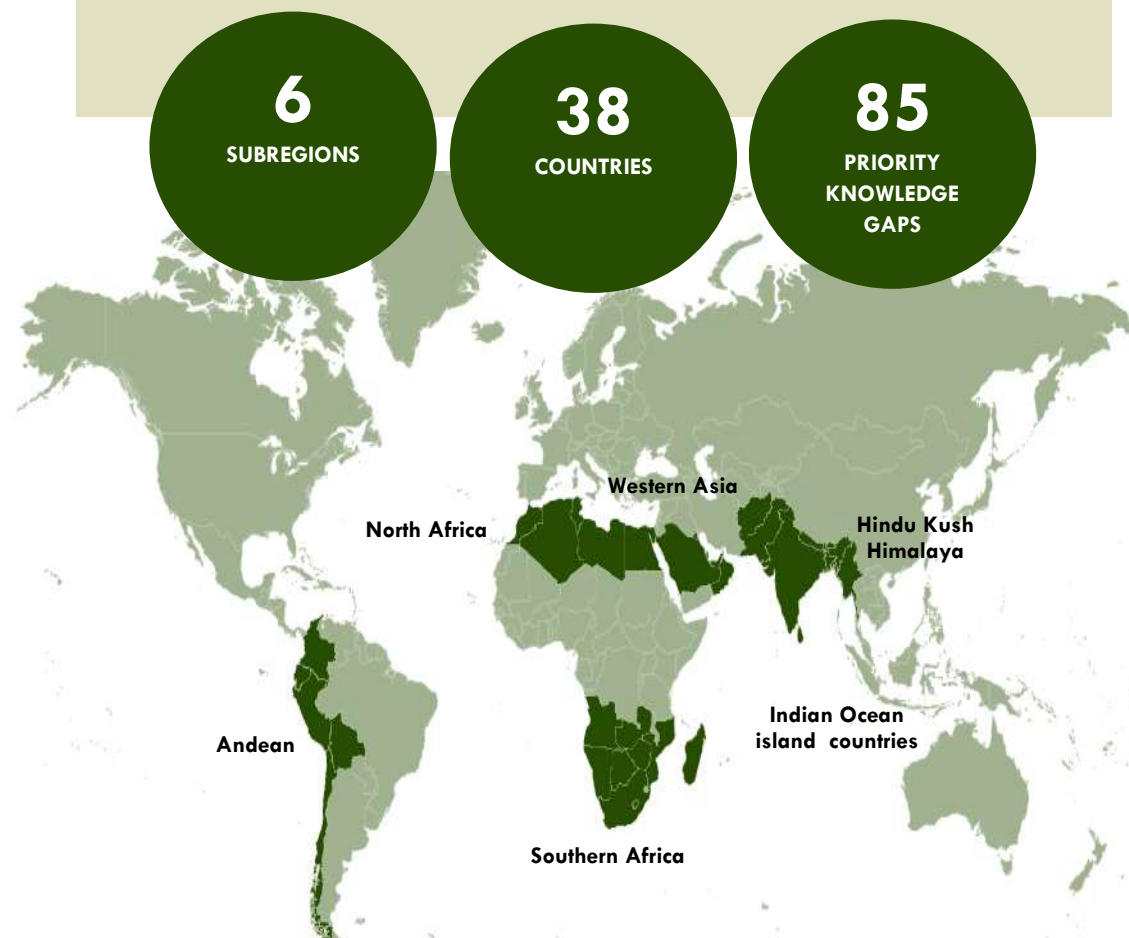 6
SUBREGIONS
38
COUNTRIES
85
PRIORITY
KNOWLEDGE
GAPS
Western Asia
North Africa
Hindu Kush
Himalaya
Andean
Indian Ocean
island countries
Southern Africa